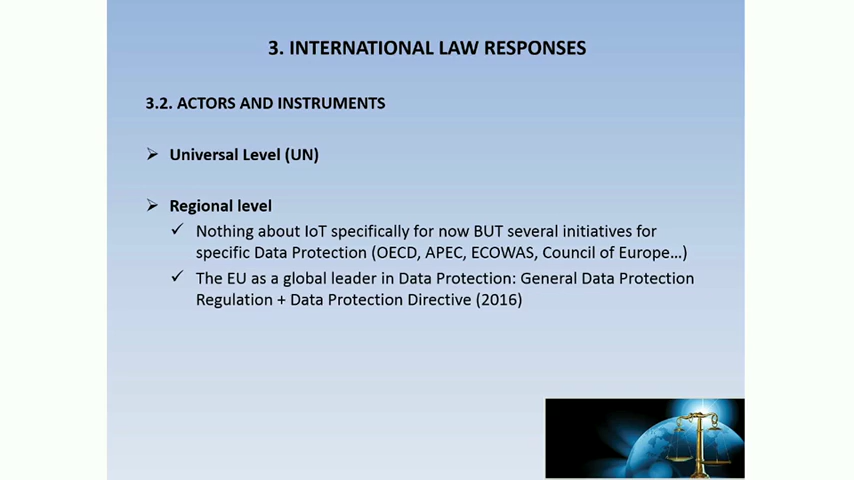 3. INTERNATIONAL LAW RESPONSES
3.2. ACTORS AND INSTRUMENTS
➢ Universal Level (UN)
➢ Regional level
✓ Nothing about IoT specifically for now BUT several initiatives for
specific Data Protection (OECD, APEC, ECOWAS, Council of Europe…)
✓ The EU as a global leader in Data Protection: General Data Protection
Regulation + Data Protection Directive (2016)